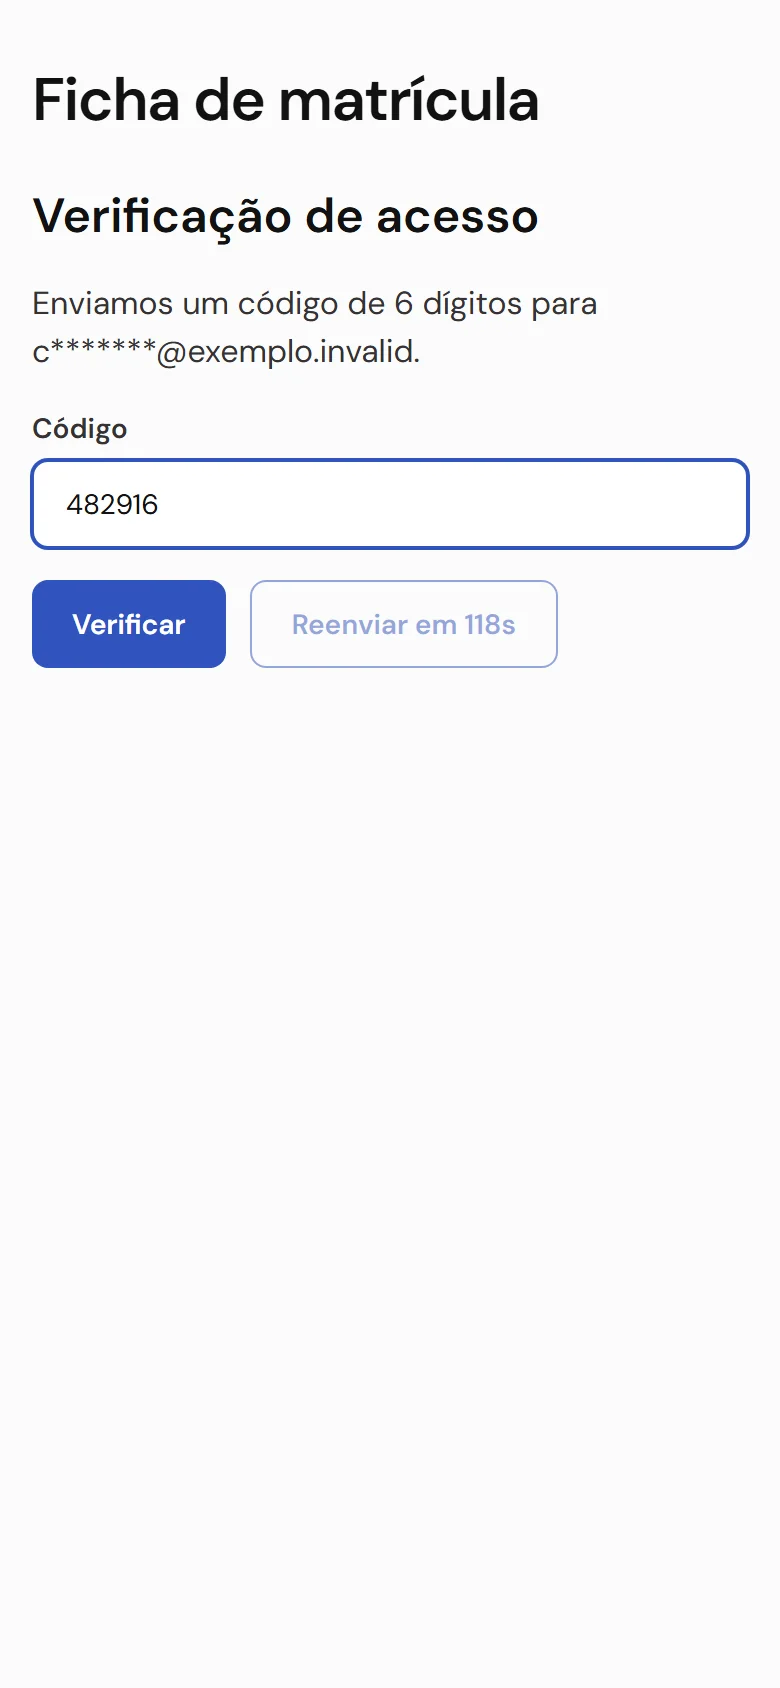 Ficha de matrícula
Verificação de acesso
Enviamos um código de 6 dígitos para
c*******@exemplo.invalid.
Código
482916
Verificar
Reenviar em 118s